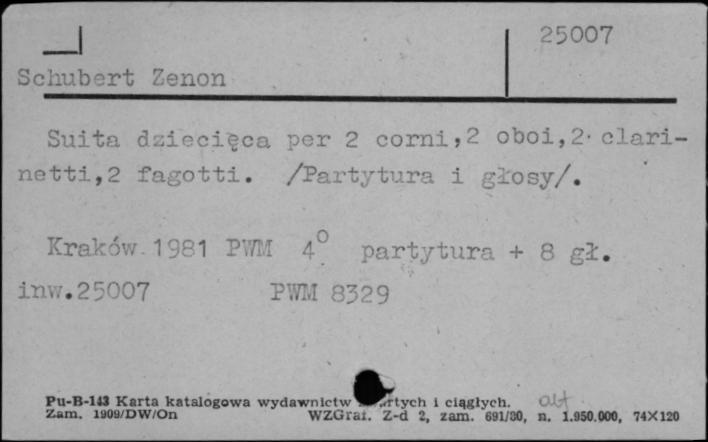 25007
Schubert Zenon
Suita dziecięca per 2 corni,2 oboi,2 clari-
netti,2 fagotti. /Partytura i głosy/.
Kraków 1981 PWM 4° partytura + 8 gł.
inw.25007 PWM 8329
Pu-B-143 Karta katalogowa wydawnictw i ciągłych.
Zam. 1909/DW/On WZGraf. Z-d 2, zam. 691/80, n. 1.950.000, 74X120